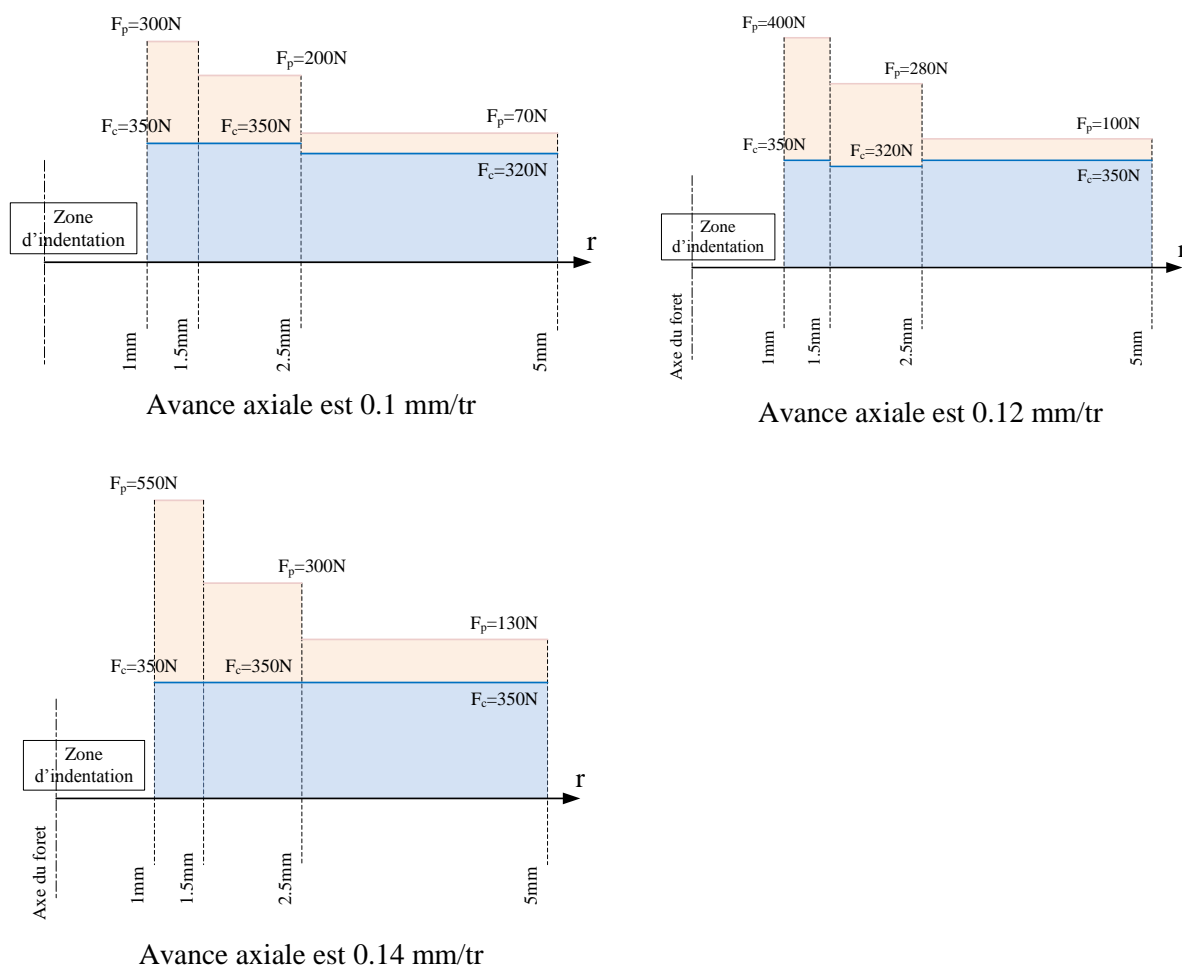 Fp=300N
Fp=200N
Fc=350N
Fc=350N
Fp=70N
Fc=320N
Zone
d'indentation
r
1mm
1.5mm
2.5mm
5mm
Avance axiale est 0.1 mm/tr
Fp=400N
Fp=280N
Fp=100N
Fc=350N
Fc=320N
Fc=350N
Zone
d'indentation
r
Axe du foret
1mm
1.5mm
2.5mm
5mm
Avance axiale est 0.12 mm/tr
Fp=550N
Fp=300N
Fp=130N
Fc=350N
Fc=350N
Fc=350N
Zone
d'indentation
r
Axe du foret
1mm
1.5mm
2.5mm
5mm
Avance axiale est 0.14 mm/tr